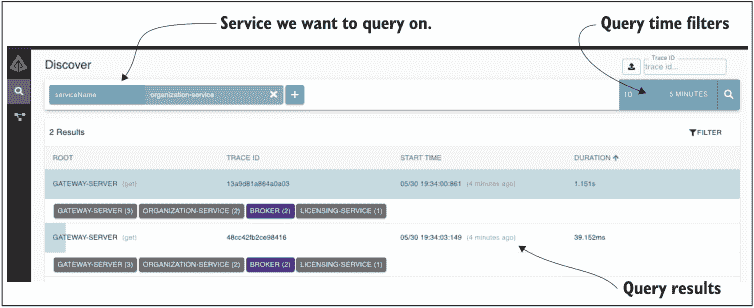 Service we want to query on.
Query time filters
Discover
Trace ID
trace id...
serviceName
organization-service
10
5 MINUTES
2 Results
FILTER
ROOT TRACE ID START TIME DURATION
GATEWAY-SERVER (get) 13a9d81a864a0a03 05/30 19:34:00:861 (4 minutes ago) 1.151s
GATEWAY-SERVER (3) ORGANIZATION-SERVICE (2) BROKER (2) LICENSING-SERVICE (1)
GATEWAY-SERVER (get) 48cc42fb2ce98416 05/30 19:34:03:149 (4 minutes ago) 39.152ms
GATEWAY-SERVER (3) ORGANIZATION-SERVICE (2) BROKER (2) LICENSING-SERVICE (1)
Query results